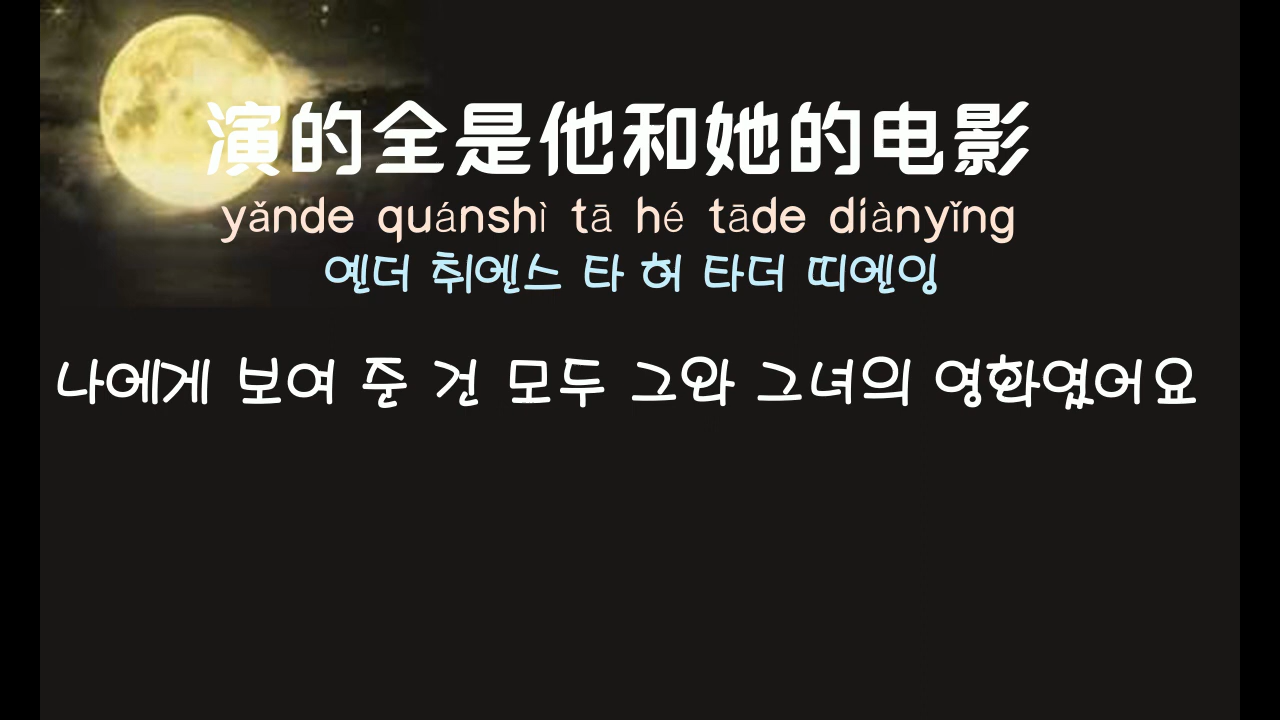 演的全是他和她的电影
yǎnde quánshì tā hé tāde diànyǐng
옌더 취엔스 타 허 타더 띠엔잉
나에게 보여 준 건 모두 그와 그녀의 영화였어요